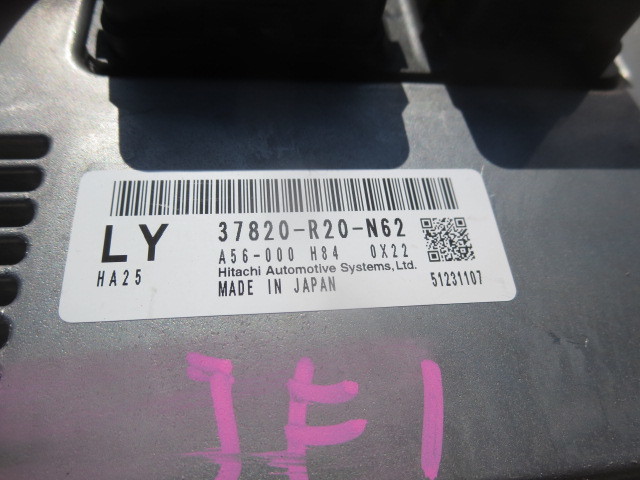 LY
37820-R20-N62
A56-000 H84 0X22
HA25
Hitachi Automotive Systems,Ltd.
MADE IN JAPAN
51231107
JF1